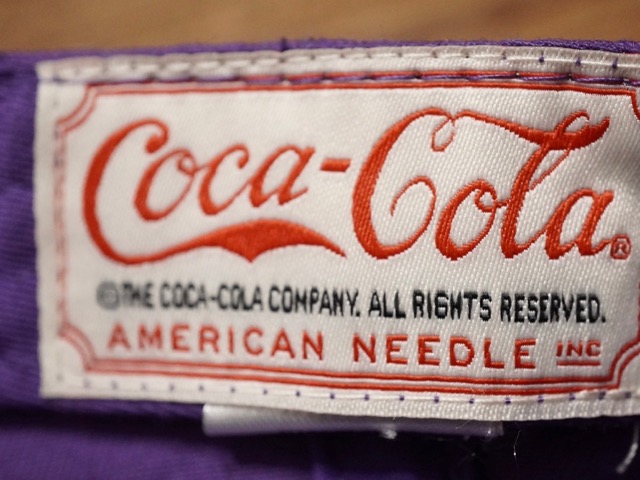 Coca-Cola®
©THE COCA-COLA COMPANY. ALL RIGHTS RESERVED.
AMERICAN NEEDLE INC